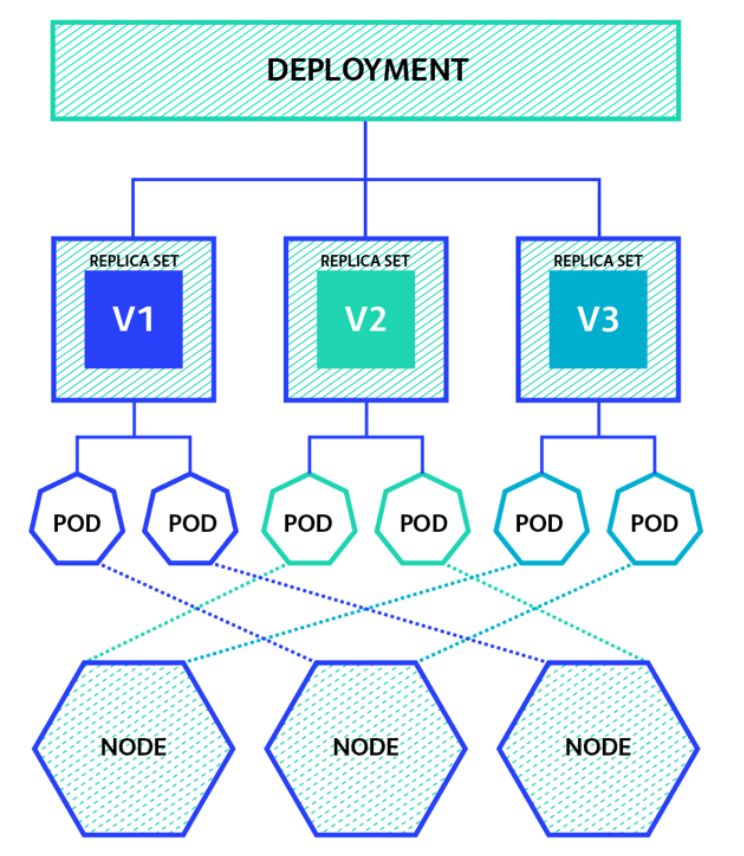 DEPLOYMENT
REPLICA SET
V1
REPLICA SET
V2
REPLICA SET
V3
POD
POD
POD
POD
POD
POD
NODE
NODE
NODE